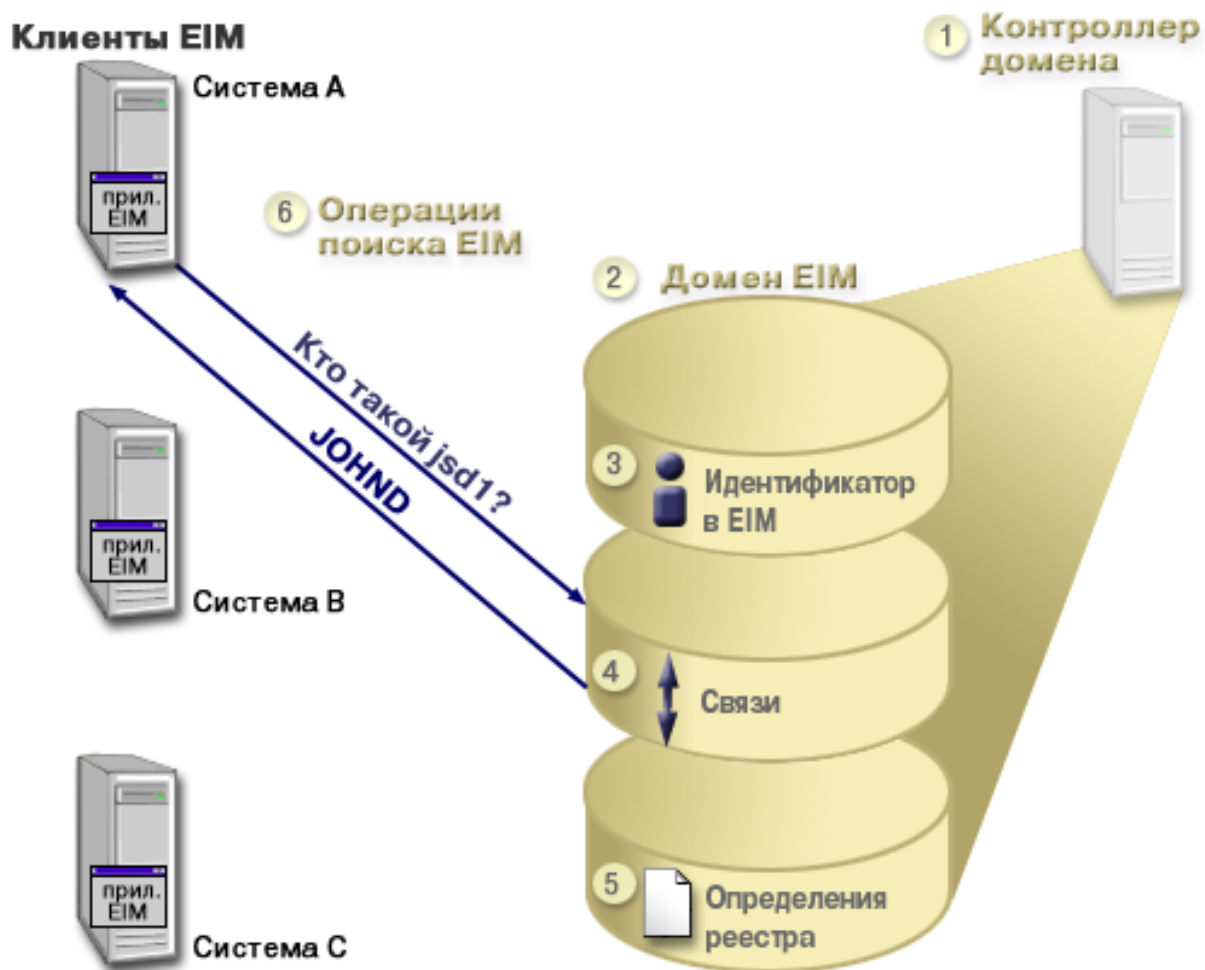 Клиенты EIM
Система A
прил.
EIM
1
Контроллер
домена
6
Операции
поиска EIM
2
Домен EIM
Кто такой jsd1?
JOHND
3
Идентификатор
в EIM
прил.
EIM
Система B
4
Связи
прил.
EIM
Система C
5
Определения
реестра